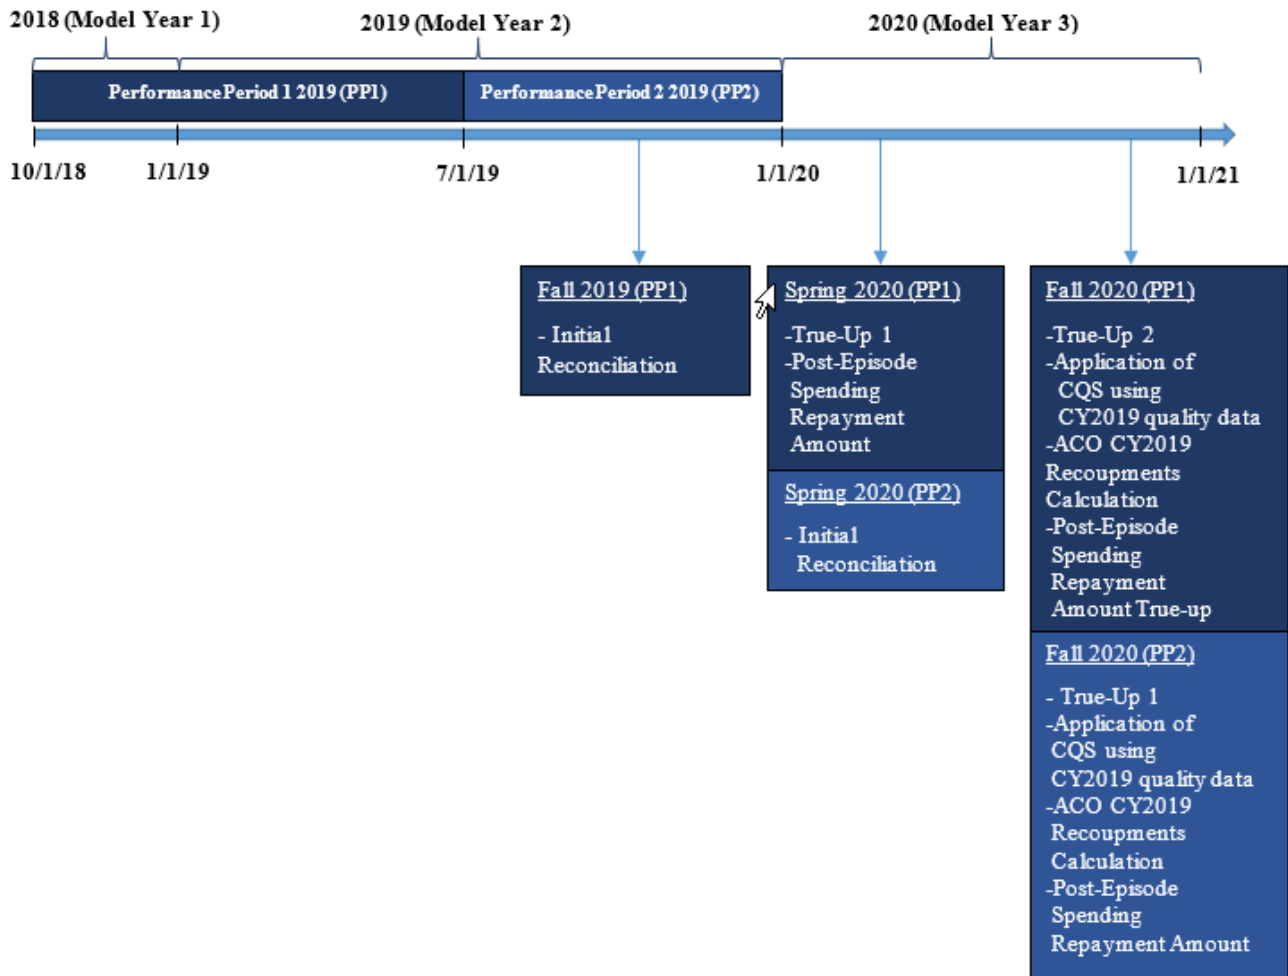 2018 (Model Year 1)
2019 (Model Year 2)
2020 (Model Year 3)
Performance Period 1 2019 (PP1)
Performance Period 2 2019 (PP2)
10/1/18
1/1/19
7/1/19
1/1/20
1/1/21
Fall 2019 (PP1)
- Initial
Reconciliation
Spring 2020 (PP1)
-True-Up 1
-Post-Episode
Spending
Repayment
Amount
Spring 2020 (PP2)
- Initial
Reconciliation
Fall 2020 (PP1)
-True-Up 2
-Application of
CQS using
CY2019 quality data
-ACO CY2019
Recoupments
Calculation
-Post-Episode
Spending
Repayment
Amount True-up
Fall 2020 (PP2)
- True-Up 1
-Application of
CQS using
CY2019 quality data
-ACO CY2019
Recoupments
Calculation
-Post-Episode
Spending
Repayment Amount